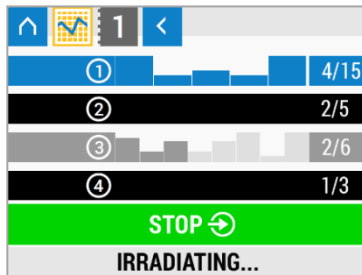 1
① 4/15
② 2/5
③ 2/6
④ 1/3
STOP
IRRADIATING...